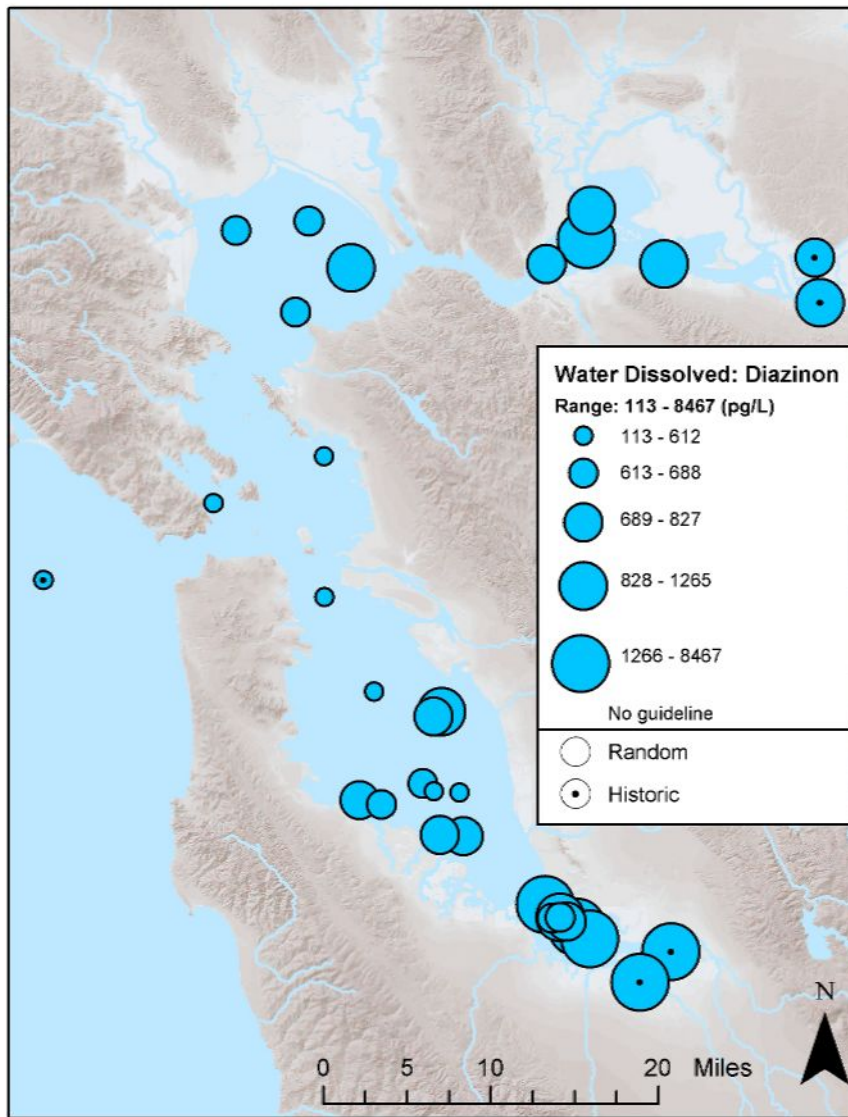 Water Dissolved: Diazinon
Range: 113 - 8467 (pg/L)
113 - 612
613 - 688
689 - 827
828 - 1265
1266 - 8467
No guideline
Random
Historic
N
0 5 10 20 Miles